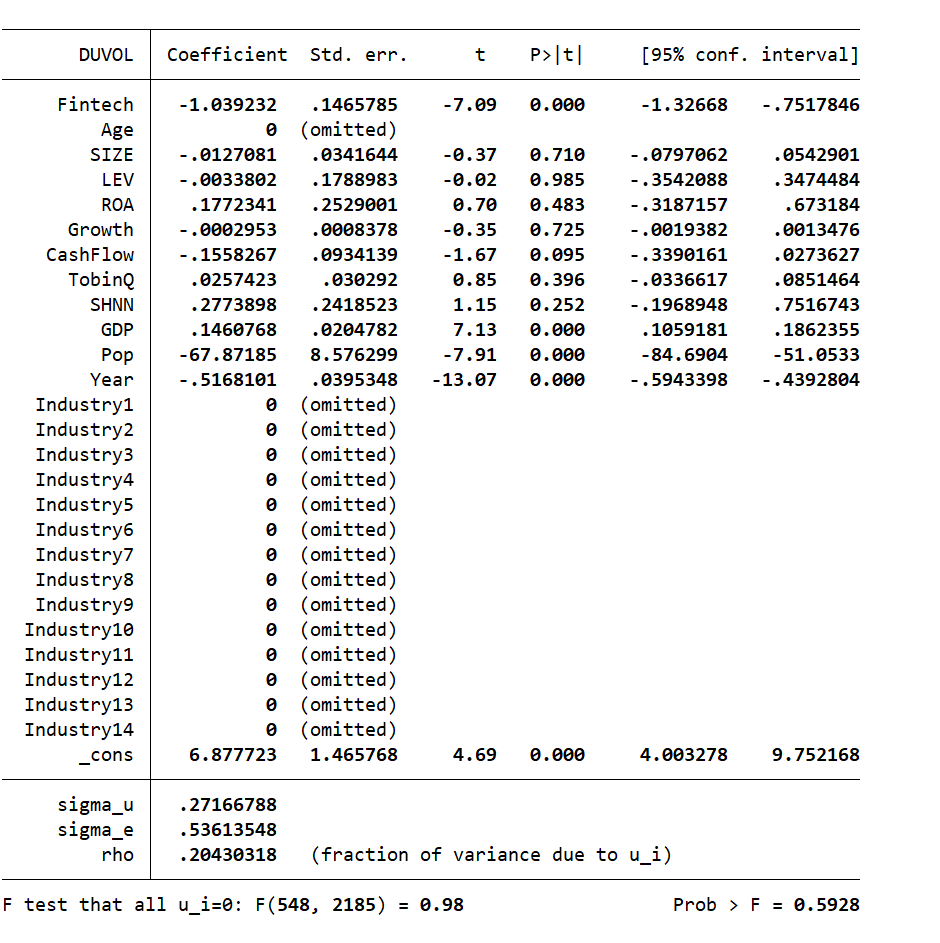 DUVOL Coefficient Std. err. t P>|t| [95% conf. interval]
Fintech -1.039232 .1465785 -7.09 0.000 -1.32668 -.7517846
Age 0 (omitted)
SIZE -.0127081 .0341644 -0.37 0.710 -.0797062 .0542901
LEV -.0033802 .1788983 -0.02 0.985 -.3542088 .3474484
ROA .1772341 .2529001 0.70 0.483 -.3187157 .673184
Growth -.0002953 .0008378 -0.35 0.725 -.0019382 .0013476
CashFlow -.1558267 .0934139 -1.67 0.095 -.3390161 .0273627
TobinQ .0257423 .030292 0.85 0.396 -.0336617 .0851464
SHNN .2773898 .2418523 1.15 0.252 -.1968948 .7516743
GDP .1460768 .0204782 7.13 0.000 .1059181 .1862355
Pop -67.87185 8.576299 -7.91 0.000 -84.6904 -51.0533
Year -.5168101 .0395348 -13.07 0.000 -.5943398 -.4392804
Industry1 0 (omitted)
Industry2 0 (omitted)
Industry3 0 (omitted)
Industry4 0 (omitted)
Industry5 0 (omitted)
Industry6 0 (omitted)
Industry7 0 (omitted)
Industry8 0 (omitted)
Industry9 0 (omitted)
Industry10 0 (omitted)
Industry11 0 (omitted)
Industry12 0 (omitted)
Industry13 0 (omitted)
Industry14 0 (omitted)
_cons 6.877723 1.465768 4.69 0.000 4.003278 9.752168
sigma_u .27166788
sigma_e .53613548
rho .20430318 (fraction of variance due to u_i)
F test that all u_i=0: F(548, 2185) = 0.98 Prob > F = 0.5928